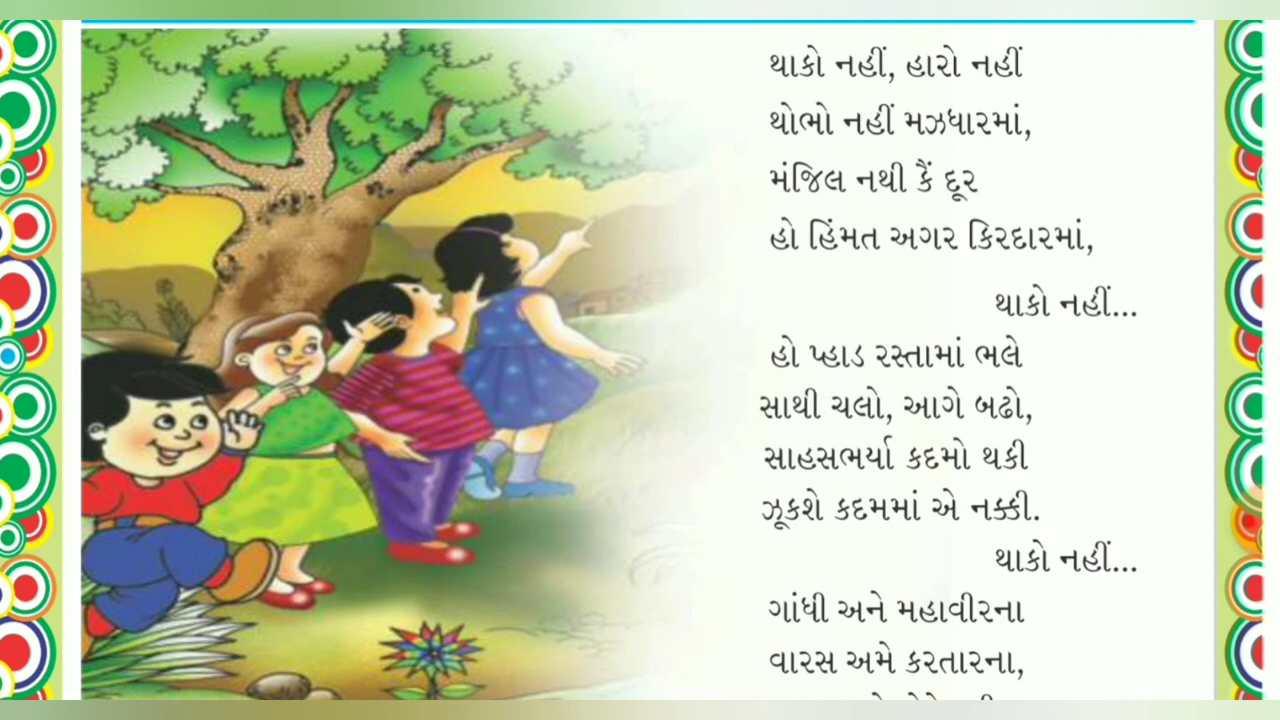 થાકો નહીં, હારો નહીં
થોભો નહીં મઝધારમાં,
મંજિલ નથી કૈં દૂર
હો હિંમત અગર કિરદારમાં,
થાકો નહીં...
હો પ્હાડ રસ્તામાં ભલે
સાથી ચલો, આગે બઢો,
સાહસભર્યા કદમો થકી
ઝૂકશે કદમમાં એ નક્કી.
થાકો નહીં...
ગાંધી અને મહાવીરના
વારસ અમે કરતારના,